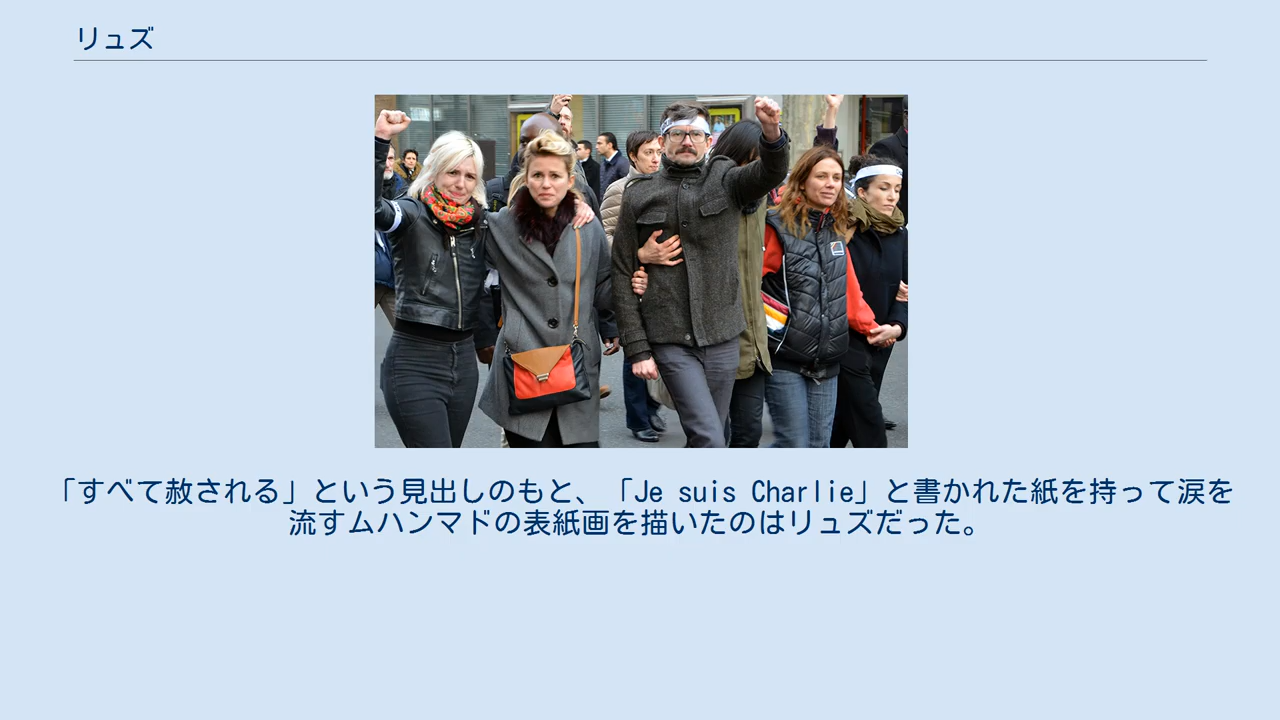 リュズ
「すべて赦される」という見出しのもと、「Je suis Charlie」と書かれた紙を持って涙を
流すムハンマドの表紙画を描いたのはリュズだった。